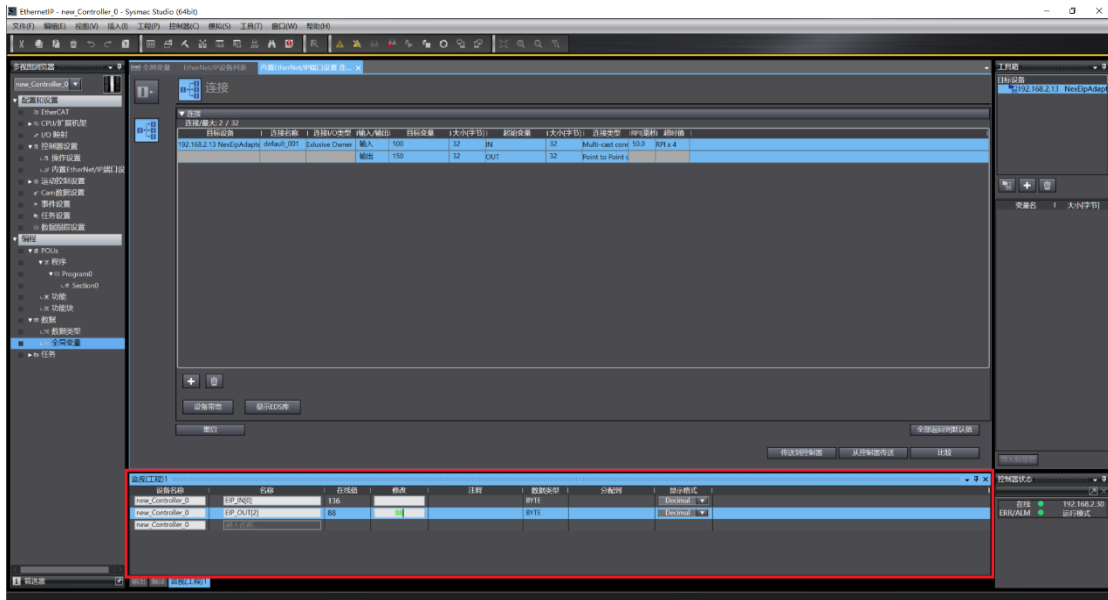 EthernetIP - new_Controller_0 - Sysmac Studio (64bit)
文件(F) 编辑(E) 视图(V) 插入(I) 工程(P) 控制器(C) 模拟(S) 工具(T) 窗口(W) 帮助(H)
多视图浏览器
new_Controller_0
配置和设置
EtherCAT
CPU/扩展机架
I/O 映射
控制器设置
操作设置
内置EtherNet/IP端口设
运动控制设置
Cam数据设置
事件设置
任务设置
数据跟踪设置
编程
POUs
程序
Program0
Section0
功能
功能块
数据
数据类型
全局变量
任务
筛选器
全局变量 EtherNet/IP设备列表 内置EtherNet/IP端口设置 连...
连接
连接
连接/最大: 2 / 32
目标设备 连接名称 连接I/O类型 输入/输出 目标变量 大小[字节] 起始变量 大小[字节] 连接类型 RPI[毫秒] 超时值
192.168.2.13 NexEipAdapte default_001 Exlusive Owner 输入 100 32 IN 32 Multi-cast conn 50.0 RPI x 4
输出 150 32 OUT 32 Point to Point
设备带宽 显示EDS库
重启 全部返回到默认值
传送到控制器 从控制器传送 比较
监视(工程)1
设备名称 名称 在线值 修改 注释 数据类型 分配到 显示格式
new_Controller_0 EIP_IN[0] 136 BYTE Decimal
new_Controller_0 EIP_OUT[2] 88 88 BYTE Decimal
new_Controller_0 输入名称...
输出 编译 监视(工程)1
工具箱
目标设备
192.168.2.13 NexEipAdapt
变量名 大小[字节]
控制器状态
在线 192.168.2.30
ERR/ALM 运行模式